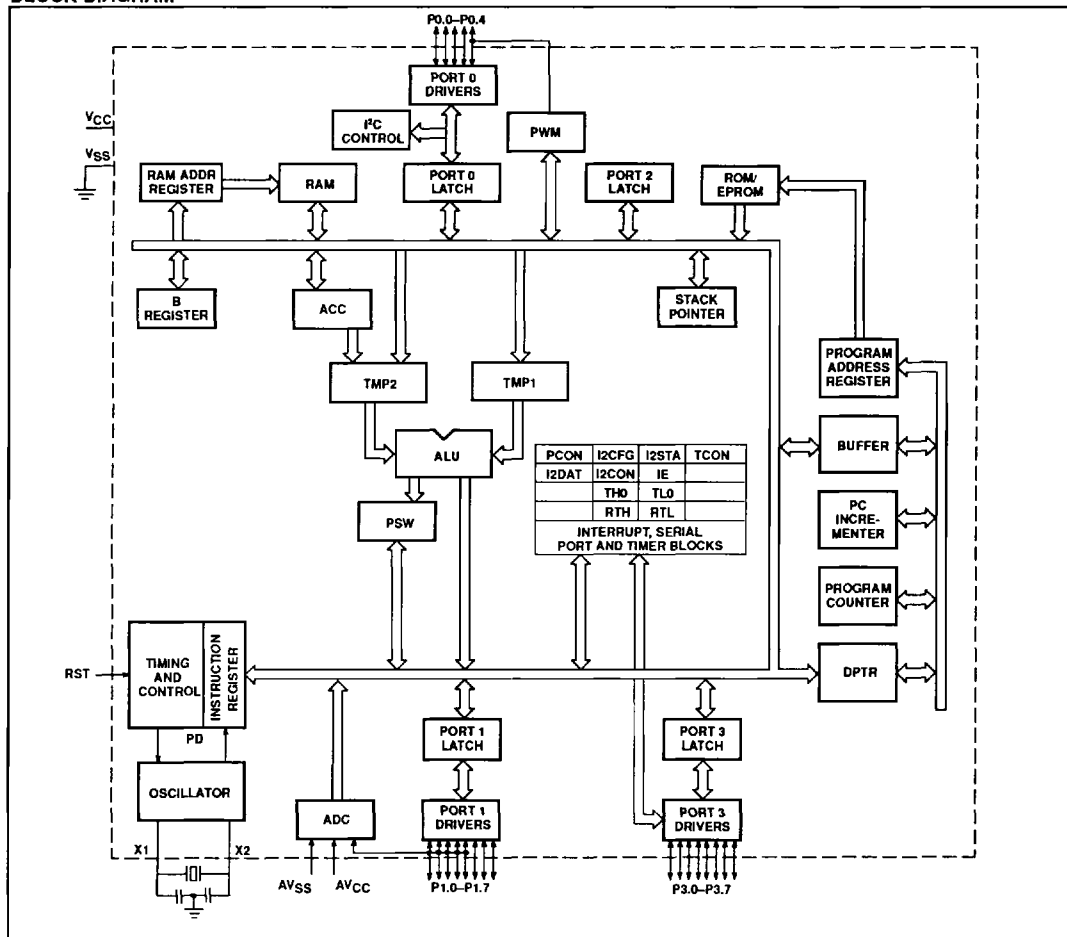 BLOCK DIAGRAM
P0.0–P0.4
PORT 0
DRIVERS
VCC
I²C
CONTROL
PWM
VSS
RAM ADDR
REGISTER
RAM
PORT 0
LATCH
PORT 2
LATCH
ROM/
EPROM
B
REGISTER
ACC
STACK
POINTER
PROGRAM
ADDRESS
REGISTER
TMP2
TMP1
BUFFER
ALU
PCON I2CFG I2STA TCON
I2DAT I2CON IE
TH0 TL0
RTH RTL
INTERRUPT, SERIAL
PORT AND TIMER BLOCKS
PSW
PC
INCRE-
MENTER
PROGRAM
COUNTER
RST
TIMING
AND
CONTROL
INSTRUCTION
REGISTER
DPTR
PD
PORT 1
LATCH
PORT 3
LATCH
OSCILLATOR
ADC
PORT 1
DRIVERS
PORT 3
DRIVERS
X1
X2
AVSS
AVCC
P1.0–P1.7
P3.0–P3.7